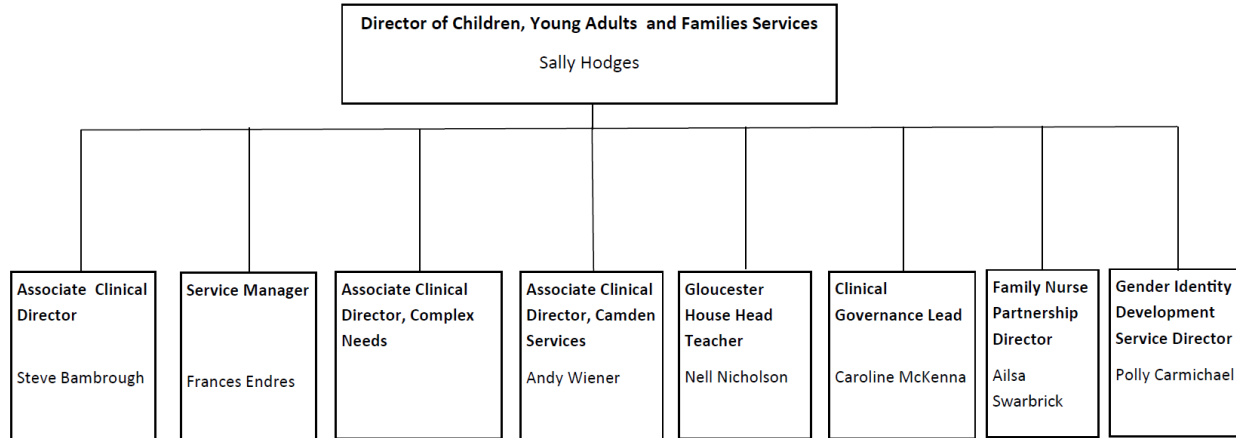 Director of Children, Young Adults and Families Services
Sally Hodges
Associate Clinical
Director
Steve Bambrough
Service Manager
Frances Endres
Associate Clinical
Director, Complex
Needs
Associate Clinical
Director, Camden
Services
Andy Wiener
Gloucester
House Head
Teacher
Nell Nicholson
Clinical
Governance Lead
Caroline McKenna
Family Nurse
Partnership
Director
Ailsa
Swarbrick
Gender Identity
Development
Service Director
Polly Carmichael